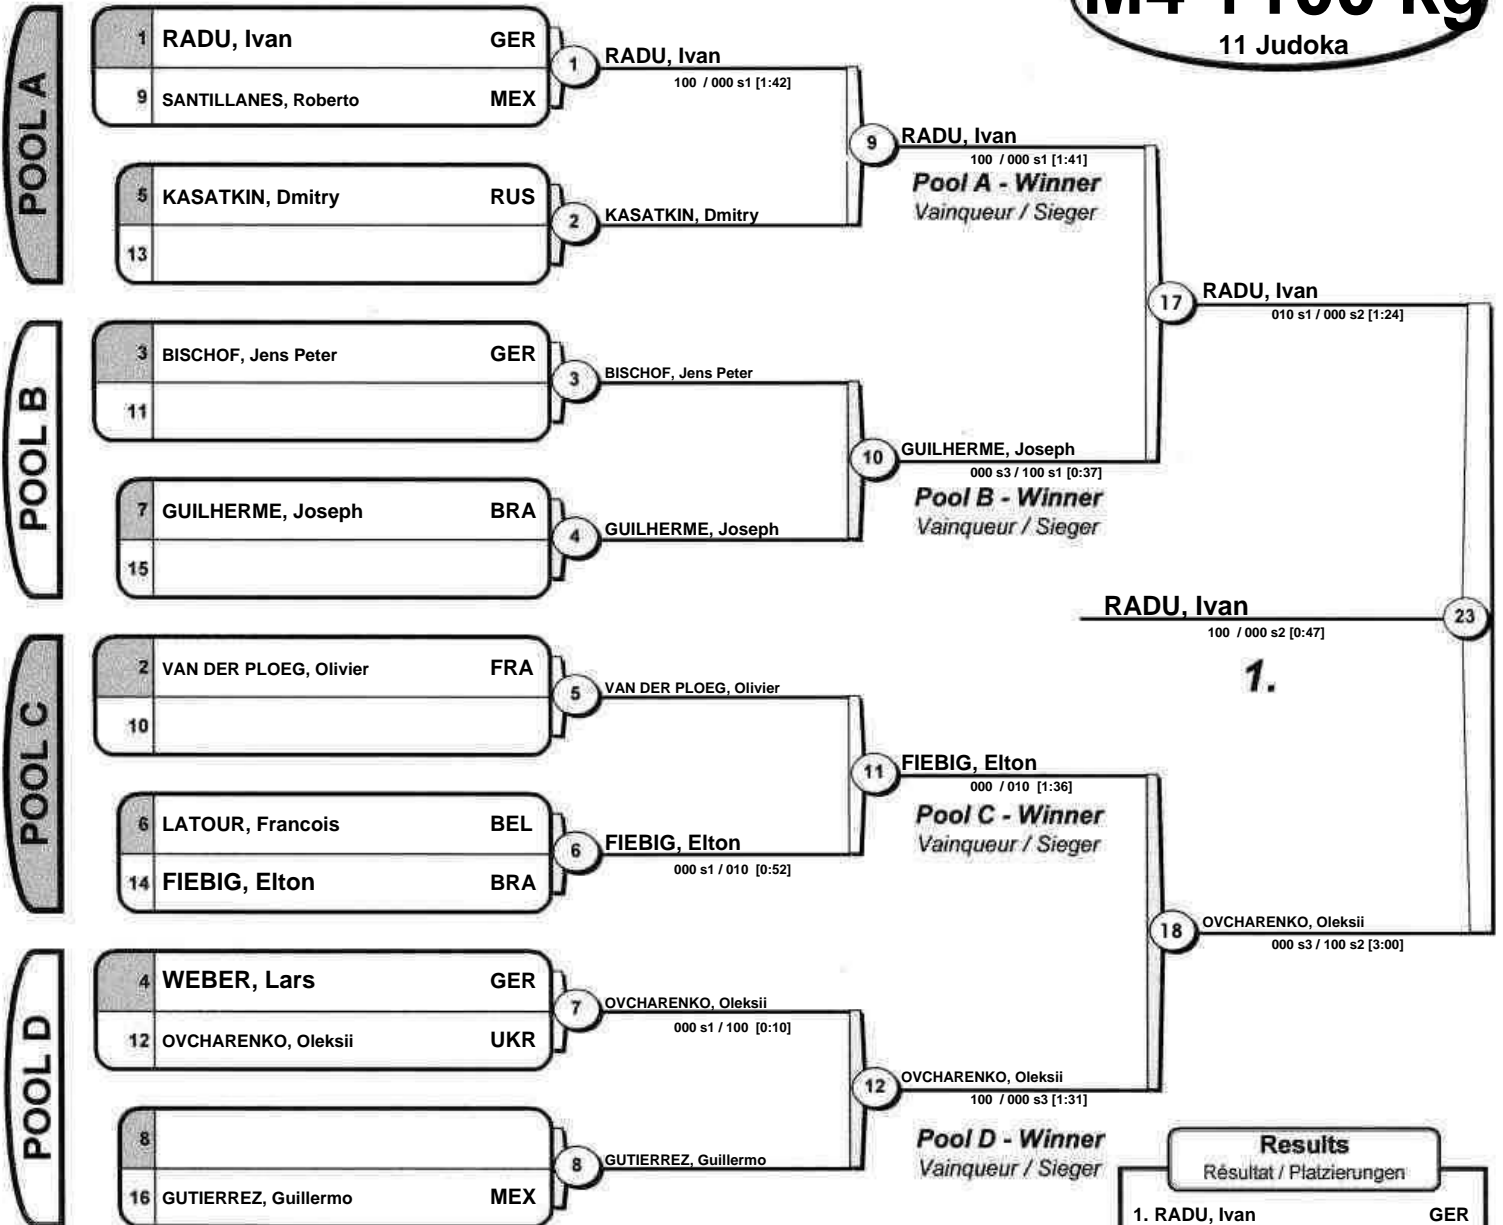 M4 +100 kg
11 Judoka
POOL A
1 RADU, Ivan GER
9 SANTILLANES, Roberto MEX
1
RADU, Ivan
100 / 000 s1 [1:42]
5 KASATKIN, Dmitry RUS
13
2
KASATKIN, Dmitry
9
RADU, Ivan
100 / 000 s1 [1:41]
Pool A - Winner
Vainqueur / Sieger
POOL B
3 BISCHOF, Jens Peter GER
11
3
BISCHOF, Jens Peter
7 GUILHERME, Joseph BRA
15
4
GUILHERME, Joseph
10
GUILHERME, Joseph
000 s3 / 100 s1 [0:37]
Pool B - Winner
Vainqueur / Sieger
17
RADU, Ivan
010 s1 / 000 s2 [1:24]
POOL C
2 VAN DER PLOEG, Olivier FRA
10
5
VAN DER PLOEG, Olivier
6 LATOUR, Francois BEL
14 FIEBIG, Elton BRA
6
FIEBIG, Elton
000 s1 / 010 [0:52]
11
FIEBIG, Elton
000 / 010 [1:36]
Pool C - Winner
Vainqueur / Sieger
POOL D
4 WEBER, Lars GER
12 OVCHARENKO, Oleksii UKR
7
OVCHARENKO, Oleksii
000 s1 / 100 [0:10]
8
16 GUTIERREZ, Guillermo MEX
8
GUTIERREZ, Guillermo
12
OVCHARENKO, Oleksii
100 / 000 s3 [1:31]
Pool D - Winner
Vainqueur / Sieger
18
OVCHARENKO, Oleksii
000 s3 / 100 s2 [3:00]
23
RADU, Ivan
100 / 000 s2 [0:47]
1.
Results
Résultat / Platzierungen
1. RADU, Ivan GER